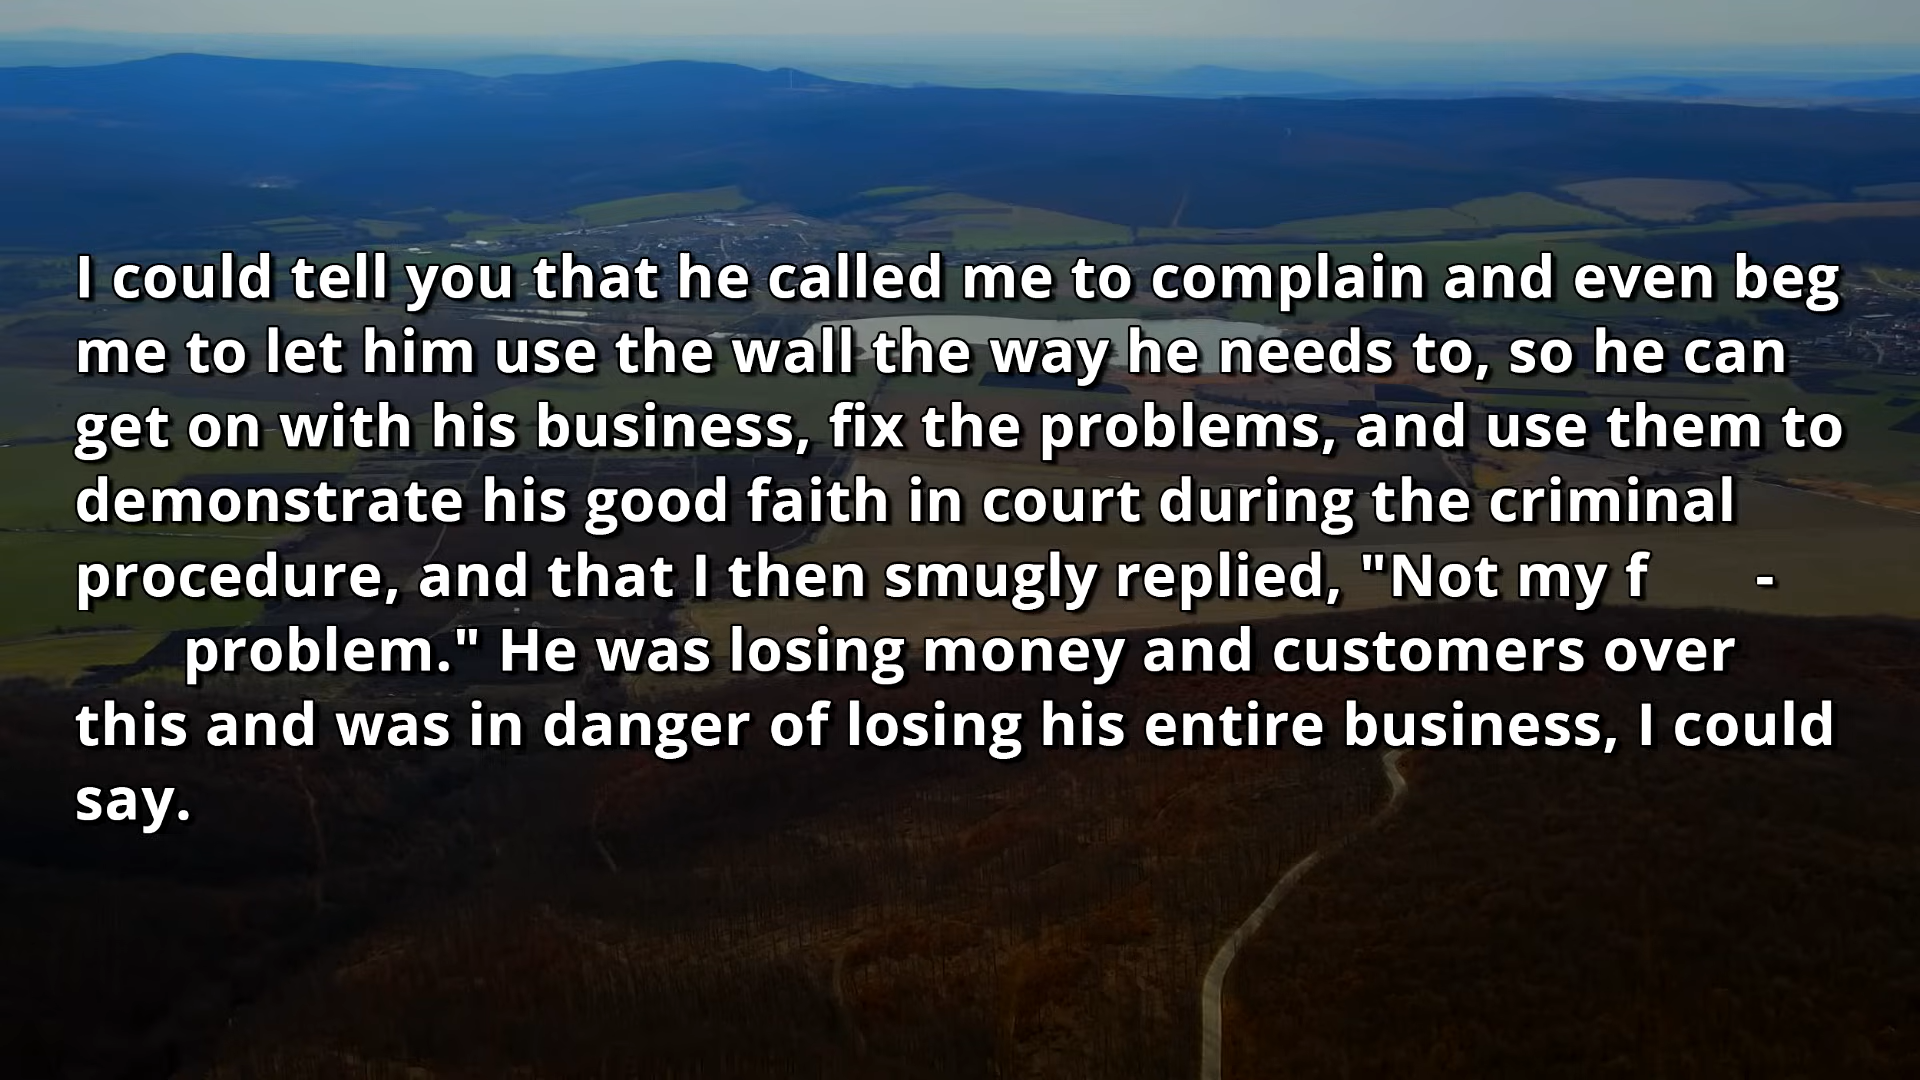 I could tell you that he called me to complain and even beg
me to let him use the wall the way he needs to, so he can
get on with his business, fix the problems, and use them to
demonstrate his good faith in court during the criminal
procedure, and that I then smugly replied, "Not my f -
problem." He was losing money and customers over
this and was in danger of losing his entire business, I could
say.